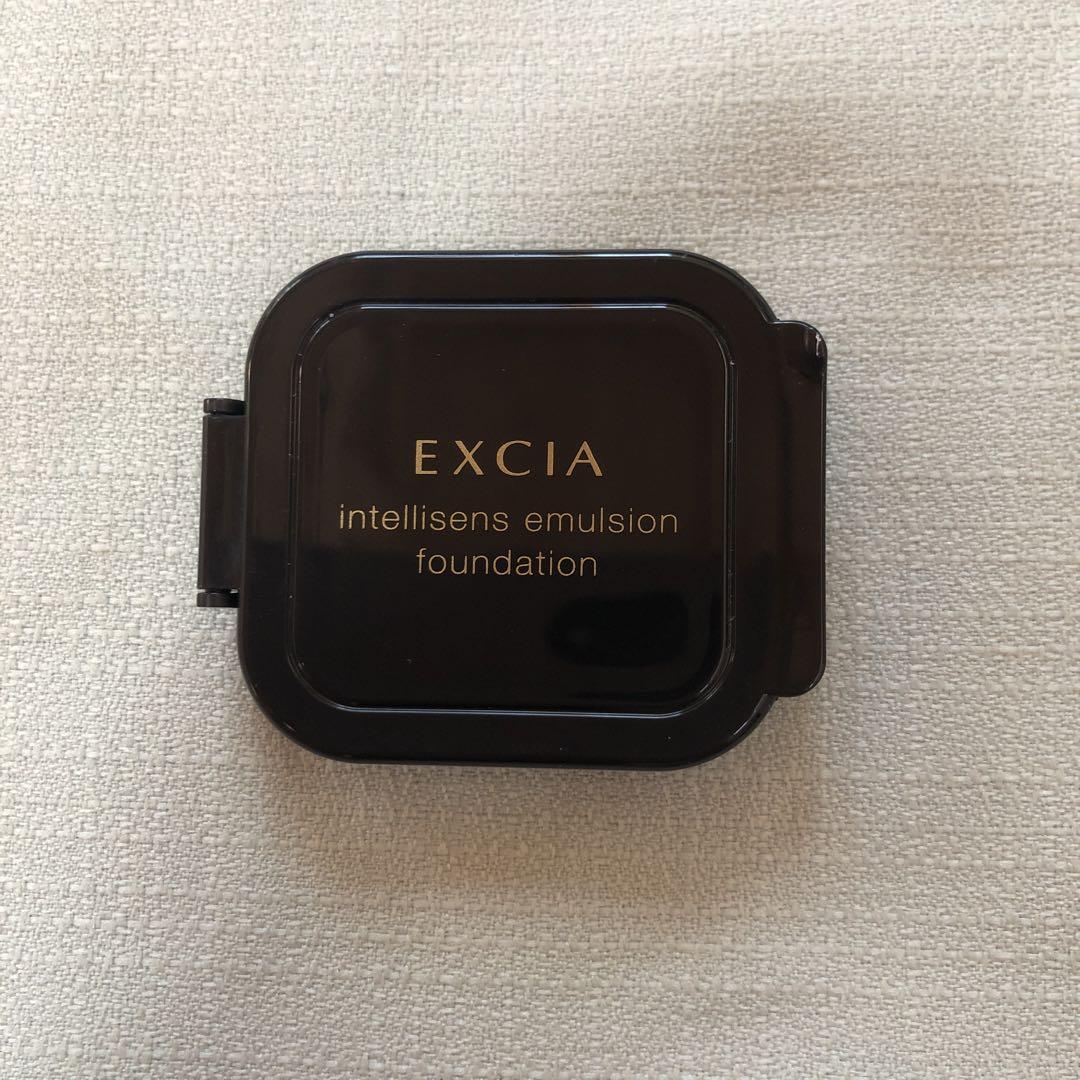 EXCIA
intellisens emulsion
foundation